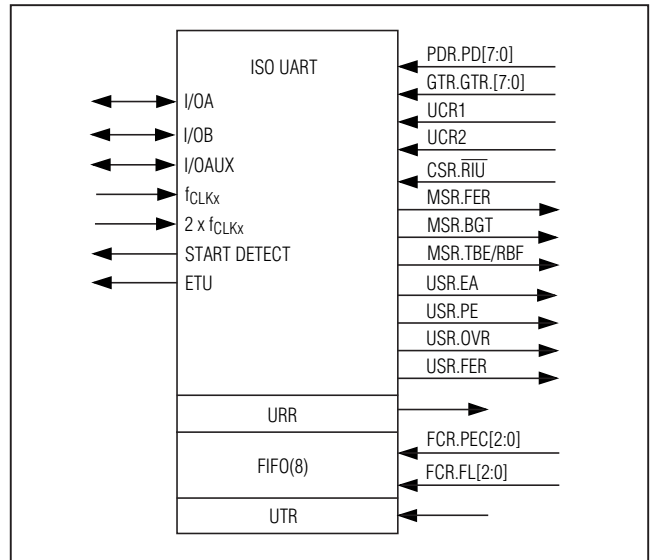 ISO UART
I/OA
I/OB
I/OAUX
fCLKx
2 x fCLKx
START DETECT
ETU
PDR.PD[7:0]
GTR.GTR.[7:0]
UCR1
UCR2
CSR.R̅I̅U̅
MSR.FER
MSR.BGT
MSR.TBE/RBF
USR.EA
USR.PE
USR.OVR
USR.FER
URR
FIFO(8)
FCR.PEC[2:0]
FCR.FL[2:0]
UTR